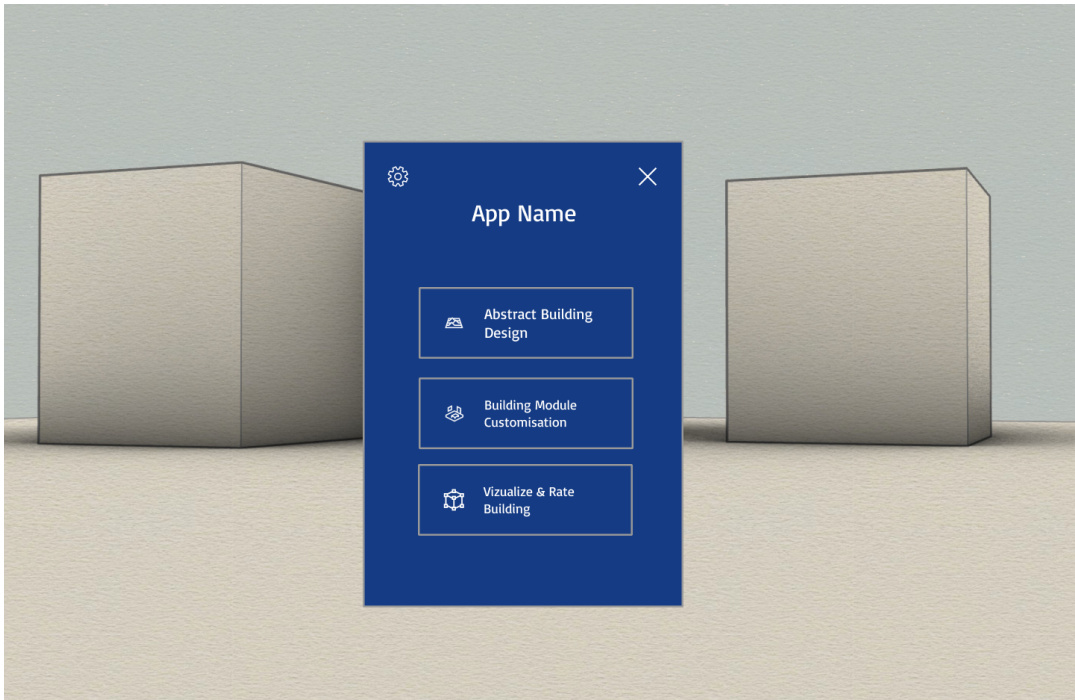 App Name
Abstract Building
Design
Building Module
Customisation
Vizualize & Rate
Building